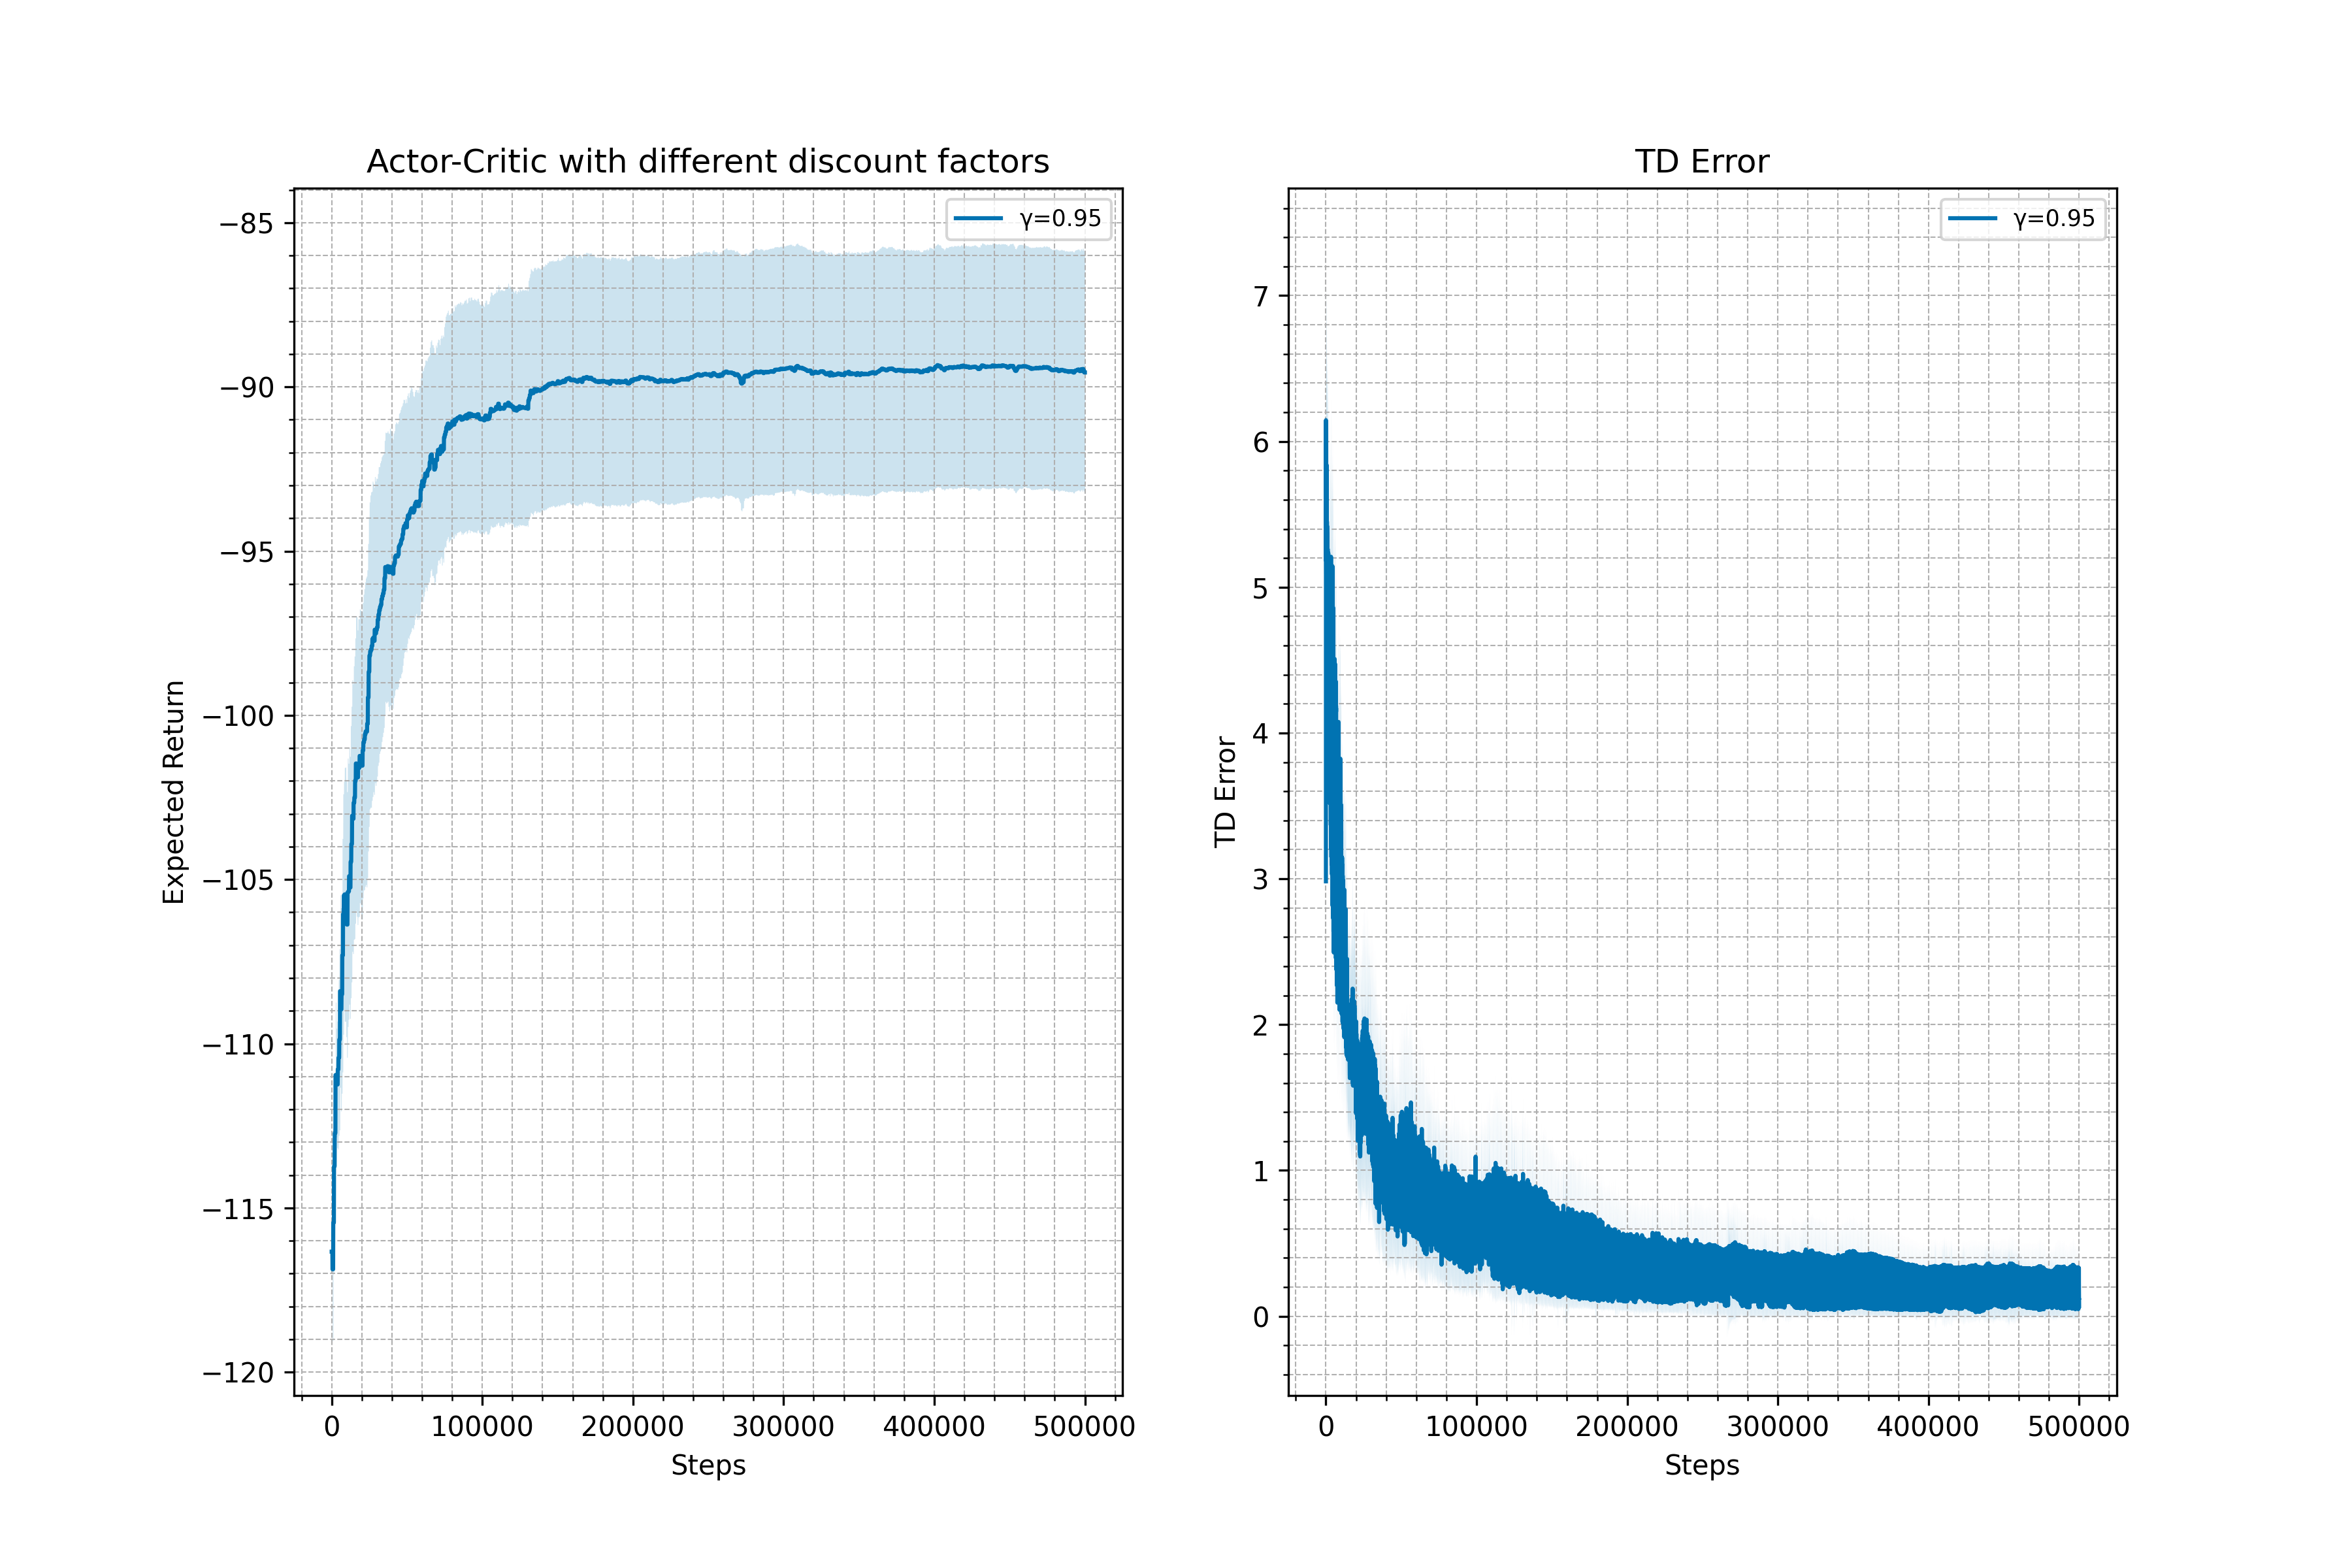 Actor-Critic with different discount factors
γ=0.95
−85
−90
−95
−100
−105
−110
−115
−120
Expected Return
0 100000 200000 300000 400000 500000
Steps
TD Error
γ=0.95
7
6
5
4
3
2
1
0
TD Error
0 100000 200000 300000 400000 500000
Steps